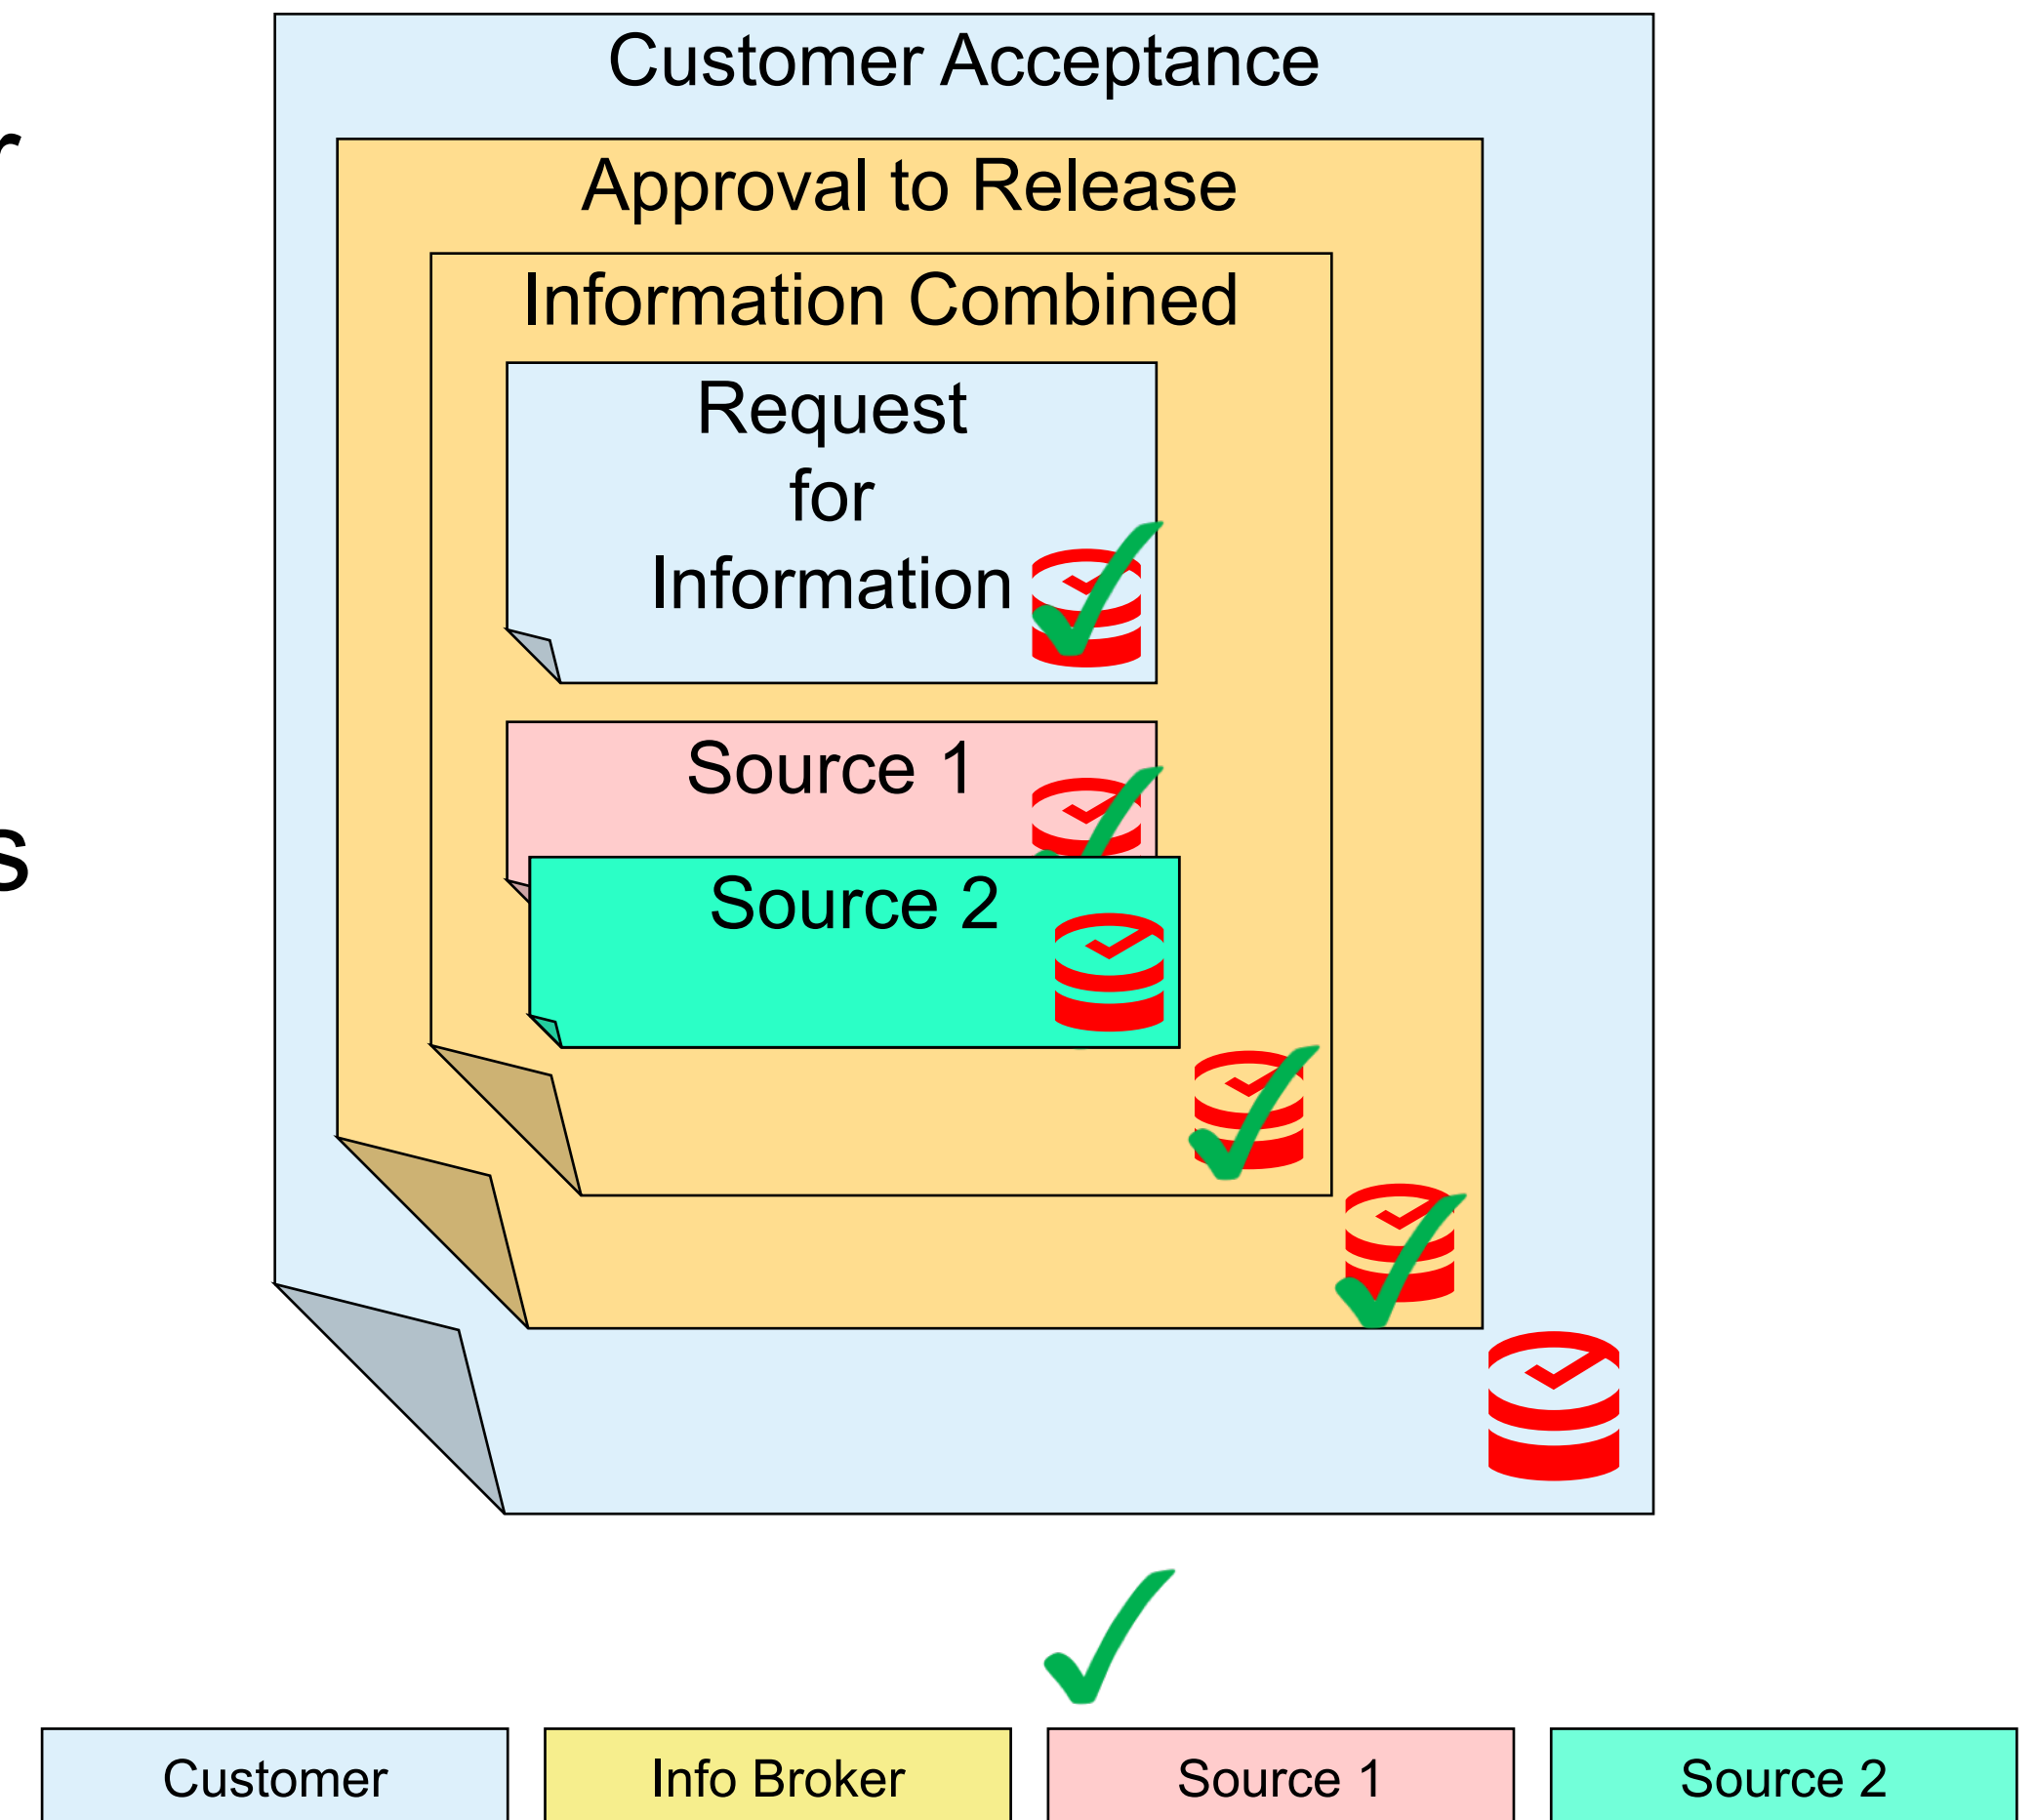 Customer Acceptance
r
Approval to Release
Information Combined
Request
for
Information
Source 1
s
Source 2
Customer
Info Broker
Source 1
Source 2